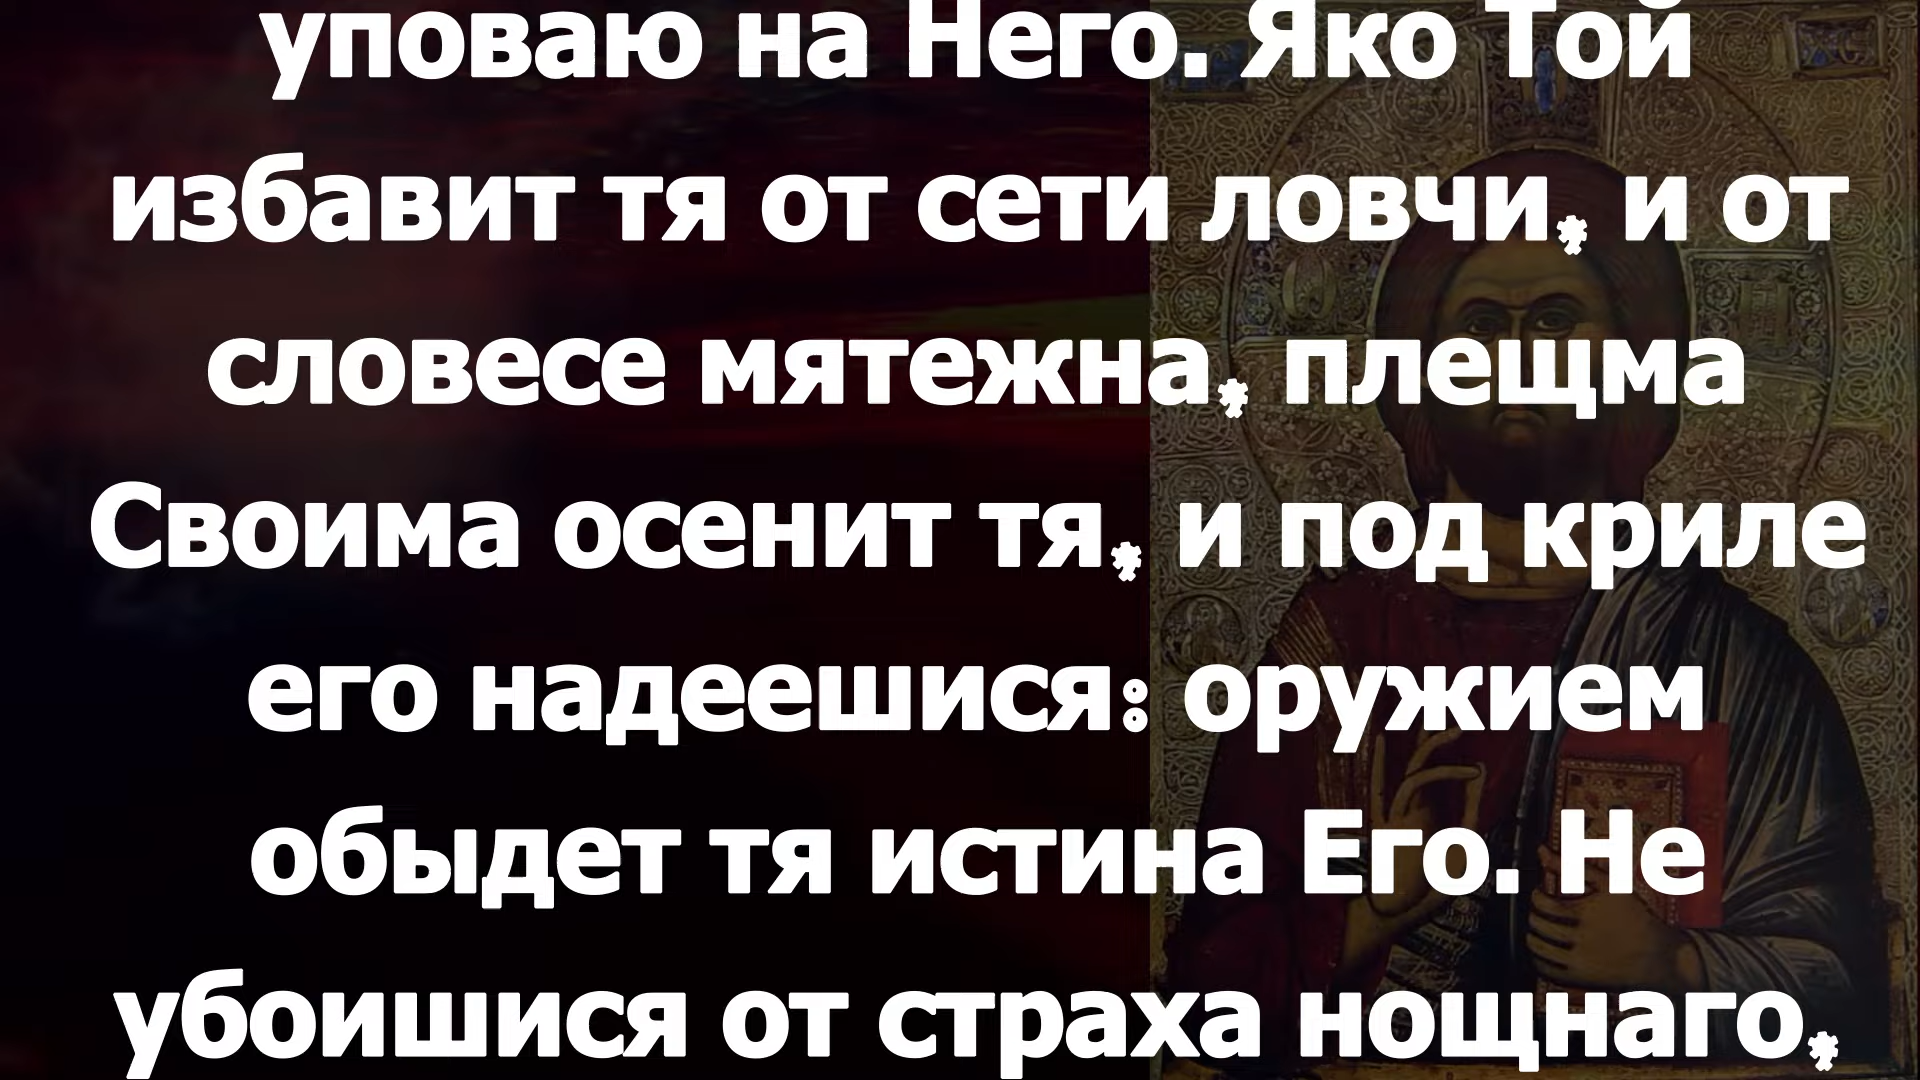 уповаю на Него. Яко Той
избавит тя от сети ловчи, и от
словесе мятежна, плещма
Своима осенит тя, и под криле
его надеешися: оружием
обыдет тя истина Его. Не
убоишися от страха нощнаго,